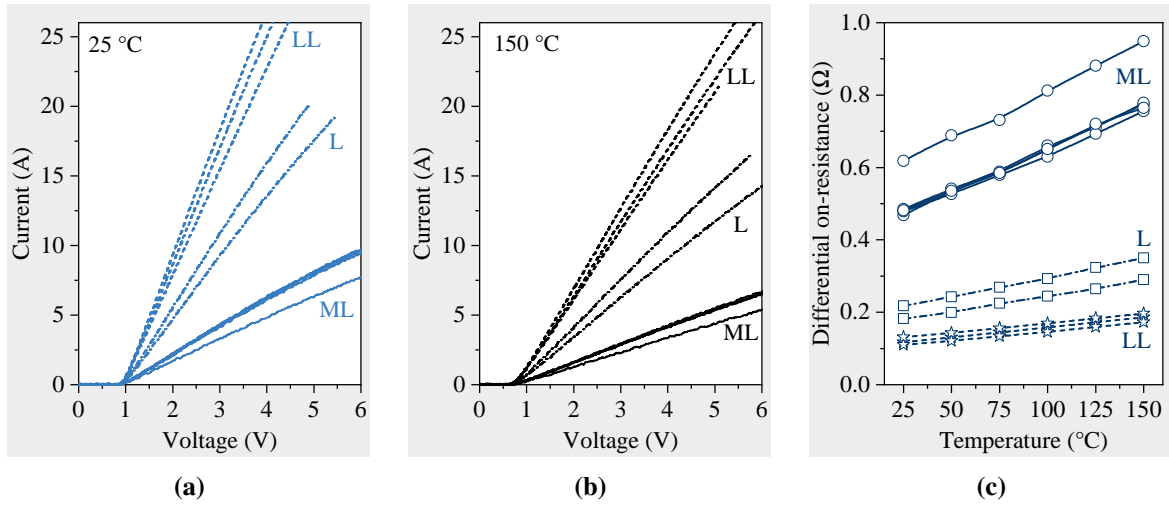 25 °C
LL
L
ML
Current (A)
25
20
15
10
5
0
0 1 2 3 4 5 6
Voltage (V)
(a)
150 °C
LL
L
ML
Current (A)
25
20
15
10
5
0
0 1 2 3 4 5 6
Voltage (V)
(b)
ML
L
LL
Differential on-resistance (Ω)
1.0
0.8
0.6
0.4
0.2
0.0
25 50 75 100 125 150
Temperature (°C)
(c)